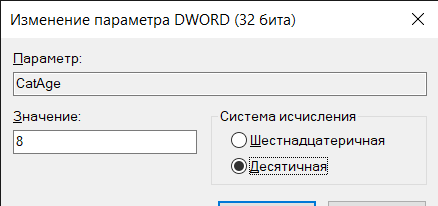 Изменение параметра DWORD (32 бита)
Параметр:
CatAge
Значение:
8
Система исчисления
Шестнадцатеричная
Десятичная